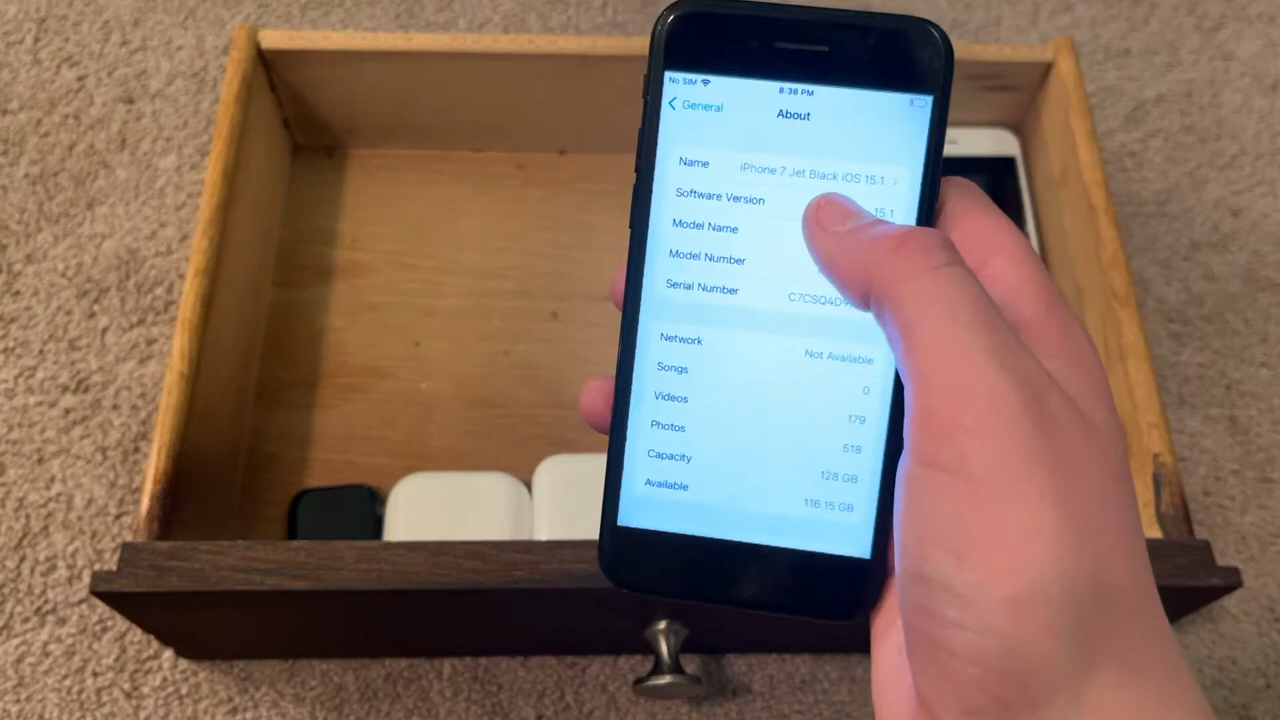 No SIM
8:38 PM
General
About
Name iPhone 7 Jet Black iOS 15.1
Software Version 15.1
Model Name
Model Number
Serial Number
Network Not Available
Songs 0
Videos 179
Photos 518
Capacity 128 GB
Available 116.15 GB